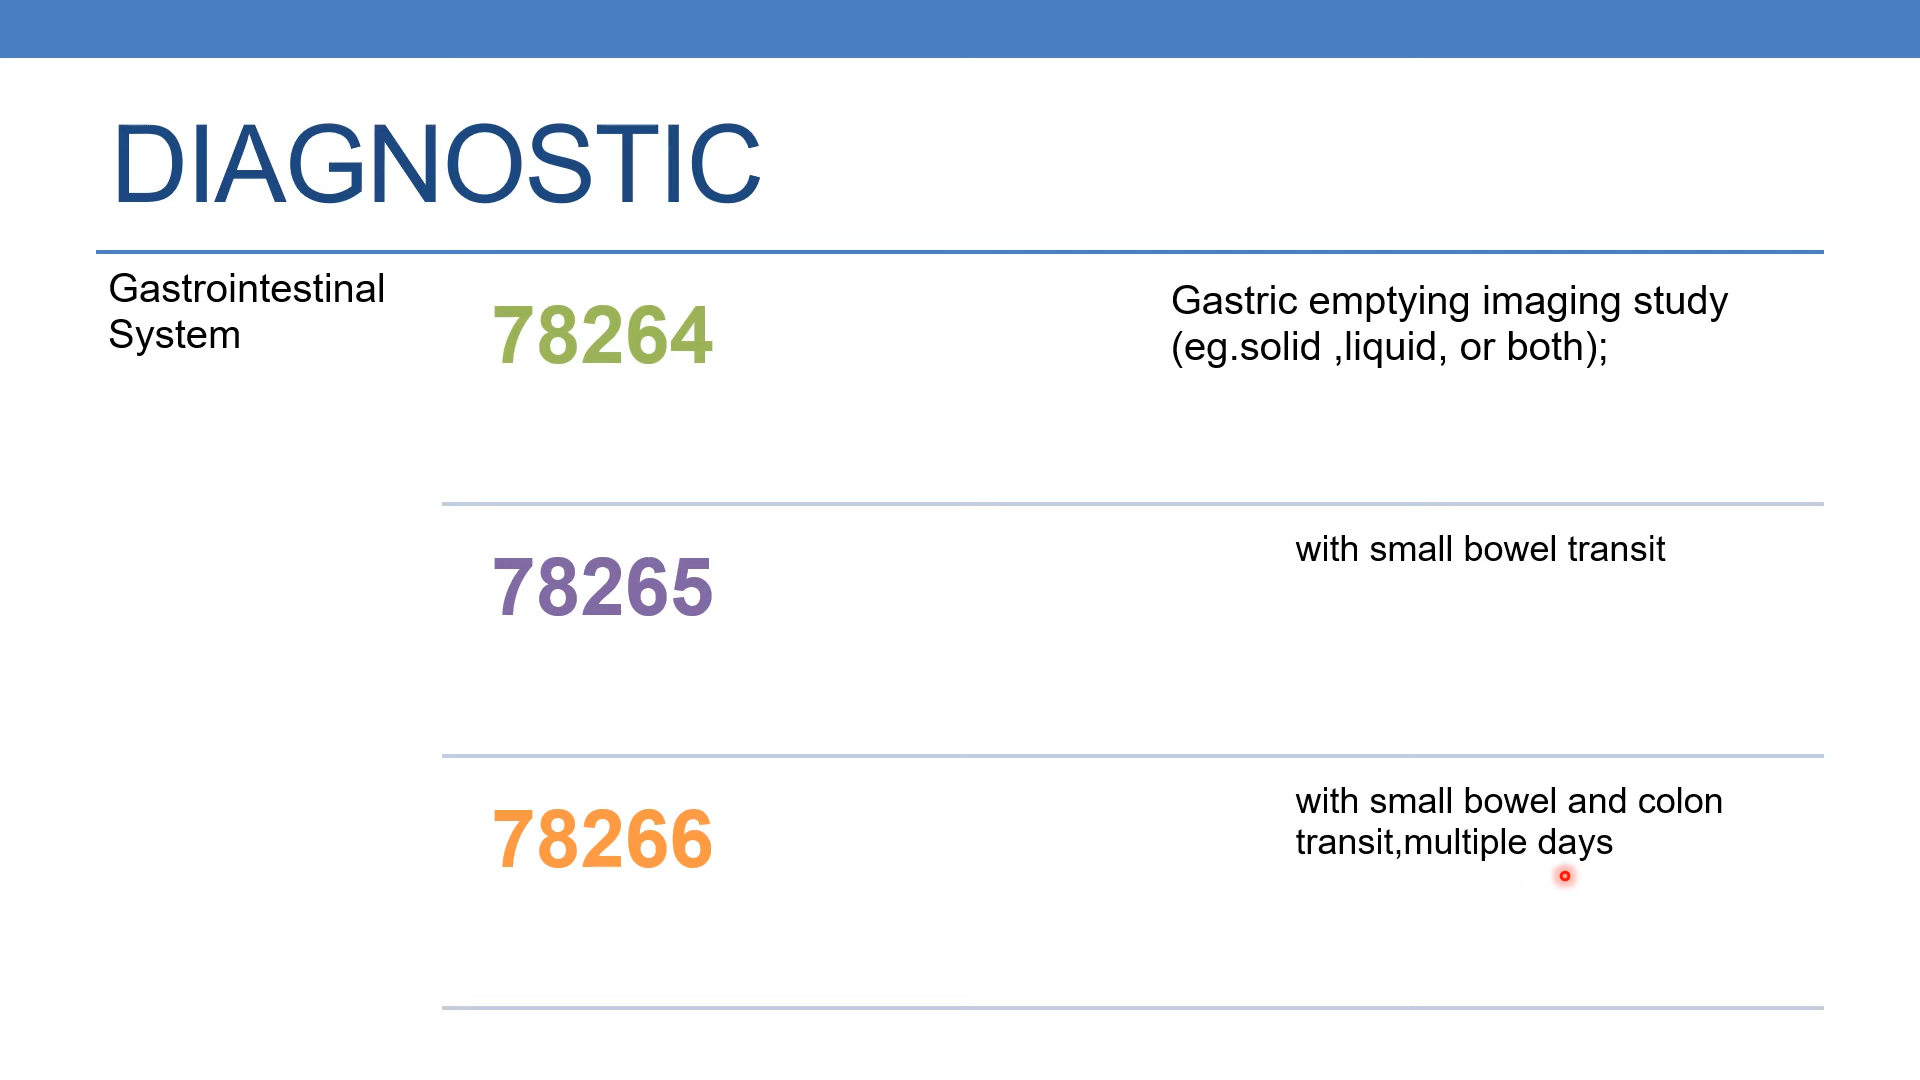 DIAGNOSTIC
Gastrointestinal
System
78264
Gastric emptying imaging study
(eg.solid ,liquid, or both);
78265
with small bowel transit
78266
with small bowel and colon
transit,multiple days